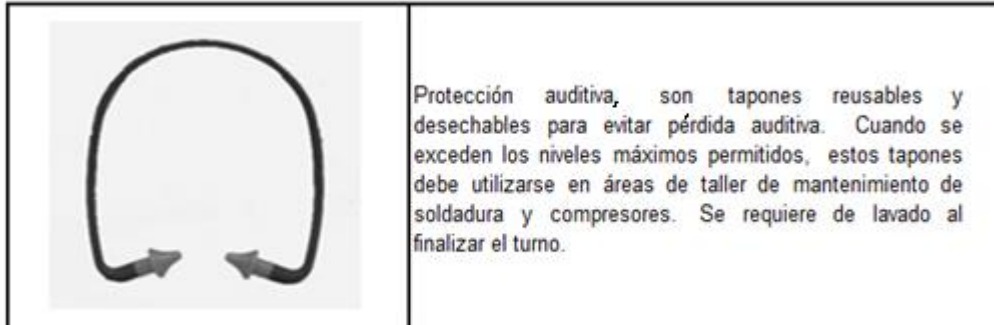 Protección auditiva, son tapones reusables y
desechables para evitar pérdida auditiva. Cuando se
exceden los niveles máximos permitidos, estos tapones
debe utilizarse en áreas de taller de mantenimiento de
soldadura y compresores. Se requiere de lavado al
finalizar el turno.